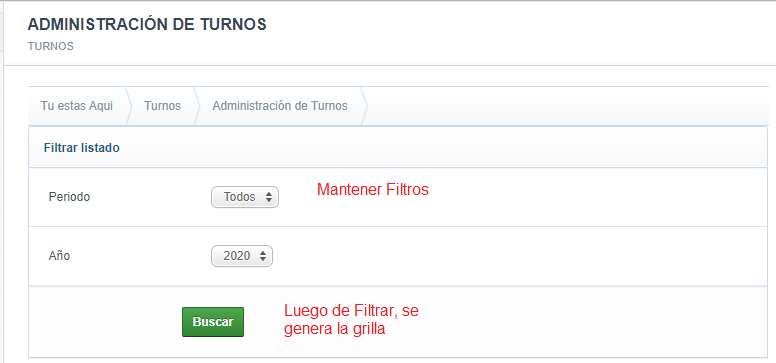 ADMINISTRACIÓN DE TURNOS
TURNOS
Tu estas Aqui Turnos Administración de Turnos
Filtrar listado
Periodo Todos Mantener Filtros
Año 2020
Buscar Luego de Filtrar, se
genera la grilla